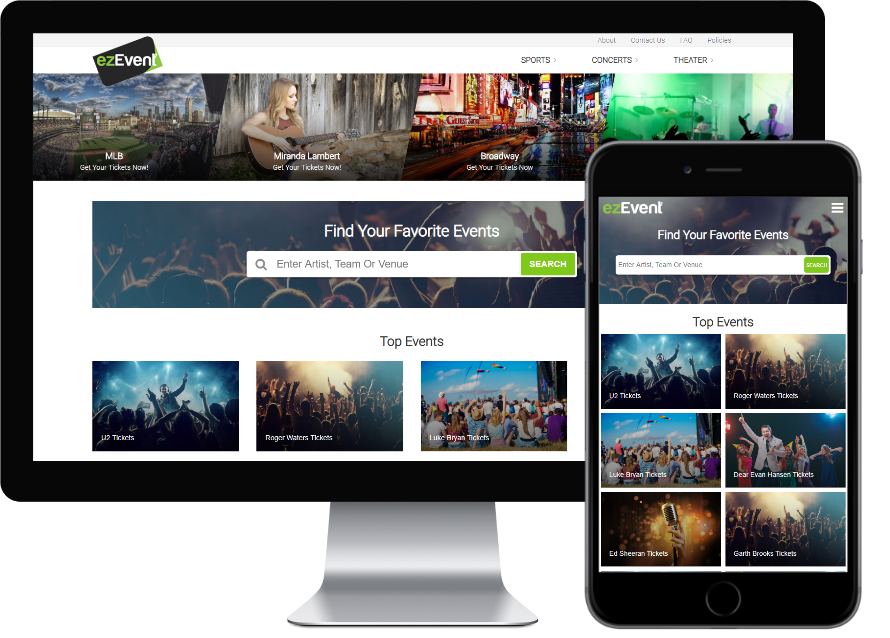 About Contact Us FAQ Policies
ezEvent
SPORTS > CONCERTS > THEATER >
MLB
Get Your Tickets Now!
Miranda Lambert
Get Your Tickets Now!
Broadway
Get Your Tickets Now
Find Your Favorite Events
Enter Artist, Team Or Venue SEARCH
Top Events
U2 Tickets
Roger Waters Tickets
Luke Bryan Tickets
ezEvent
Find Your Favorite Events
Enter Artist, Team Or Venue SEARCH
Top Events
U2 Tickets
Roger Waters Tickets
Luke Bryan Tickets
Dear Evan Hansen Tickets
Ed Sheeran Tickets
Garth Brooks Tickets